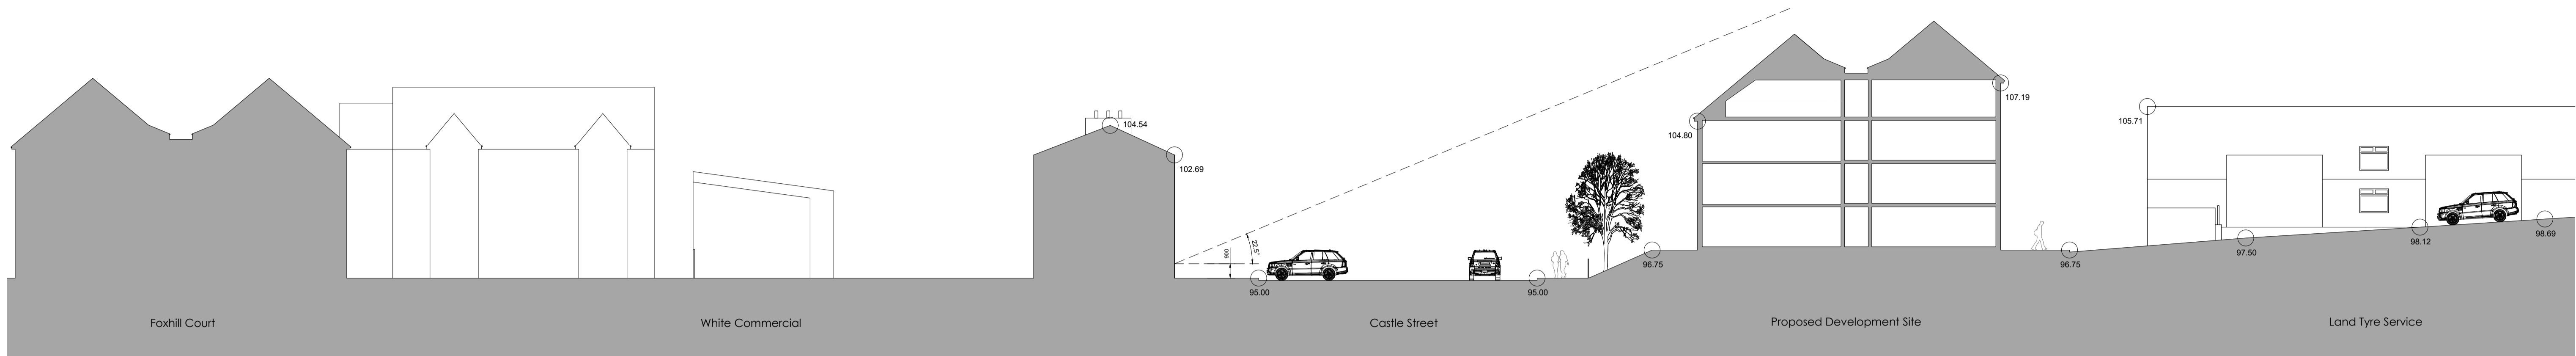 104.54
102.69
900
22.5°
95.00
95.00
104.80
107.19
96.75
96.75
105.71
97.50
98.12
98.69
Foxhill Court
White Commercial
Castle Street
Proposed Development Site
Land Tyre Service